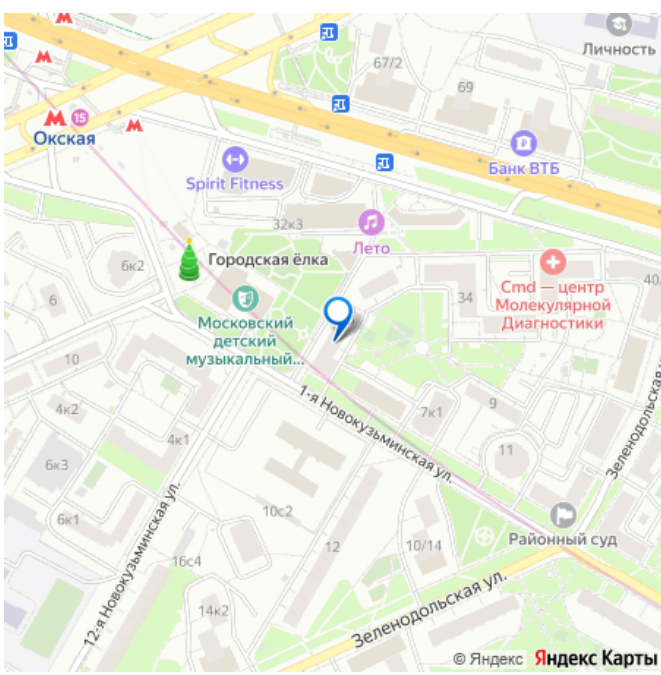 Личность
67/2
69
15
Окская
Банк ВТБ
Spirit Fitness
32к3
Лето
6к2
Городская ёлка
40/
Cmd — центр
Молекулярной
Диагностики
34
6
Московский
детский
музыкальный...
10
1-я Новокузьминская ул.
7к1
9
Зеленодольская
4к2
4к1
11
6к3
6к1
10с2
12
10/14
Районный суд
12-я Новокузьминская ул.
16с4
14к2
Зеленодольская ул.
© Яндекс Яндекс Карты